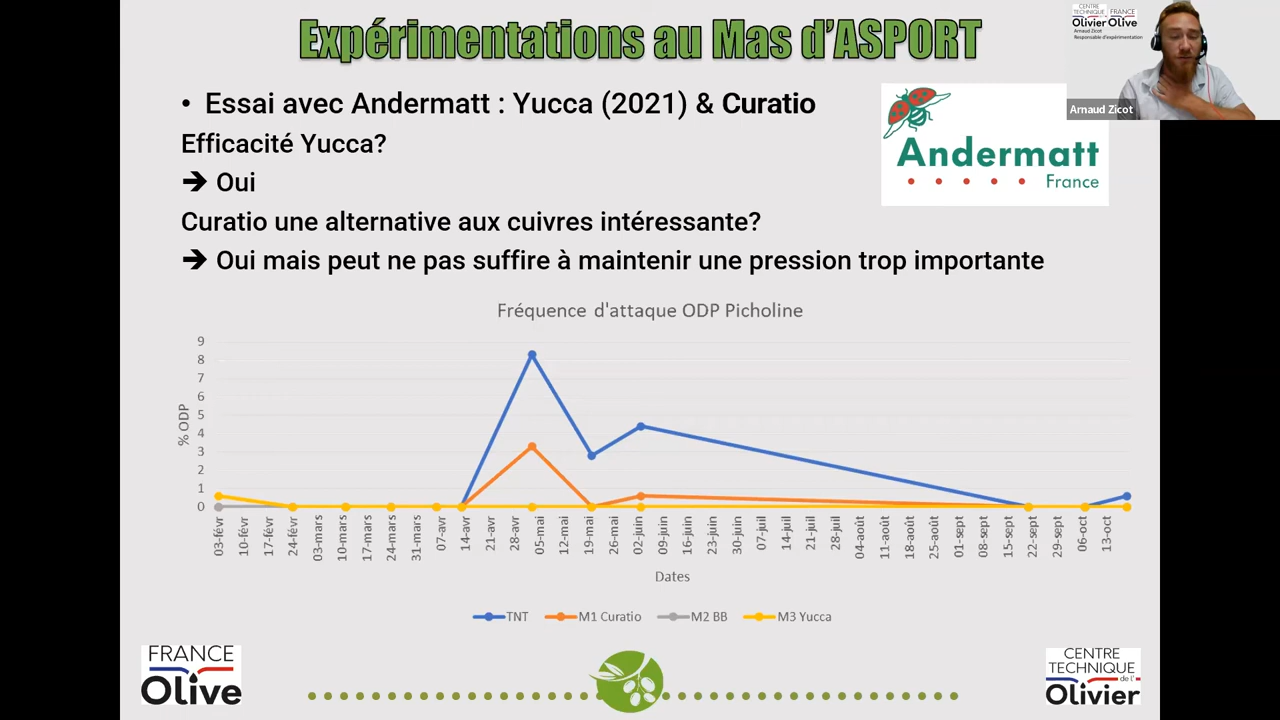 Expérimentations au Mas d'ASPORT
CENTRE TECHNIQUE FRANCE
Olivier Olive
Arnaud Zicot
Responsable d'expérimentation
Arnaud Zicot
• Essai avec Andermatt : Yucca (2021) & Curatio
Efficacité Yucca?
➔ Oui
Curatio une alternative aux cuivres intéressante?
➔ Oui mais peut ne pas suffire à maintenir une pression trop importante
Andermatt
France
Fréquence d'attaque ODP Picholine
% ODP
9
8
7
6
5
4
3
2
1
0
03-févr
10-févr
17-févr
24-févr
03-mars
10-mars
17-mars
24-mars
31-mars
07-avr
14-avr
21-avr
28-avr
05-mai
12-mai
19-mai
26-mai
02-juin
09-juin
16-juin
23-juin
30-juin
07-juil
14-juil
21-juil
28-juil
04-août
11-août
18-août
25-août
01-sept
08-sept
15-sept
22-sept
29-sept
06-oct
13-oct
Dates
TNT M1 Curatio M2 BB M3 Yucca
FRANCE
Olive
CENTRE
TECHNIQUE
de l'
Olivier